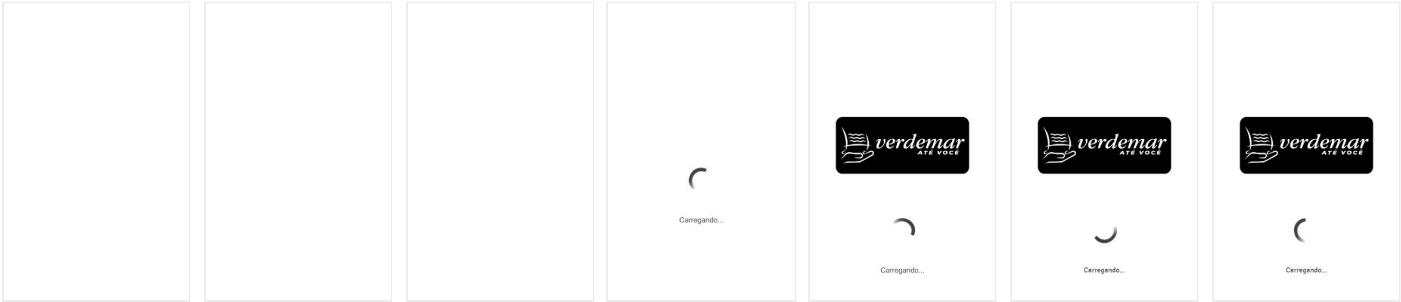 Carregando...
verdemar
ATÉ VOCÊ
Carregando...
verdemar
ATÉ VOCÊ
Carregando...
verdemar
ATÉ VOCÊ
Carregando...